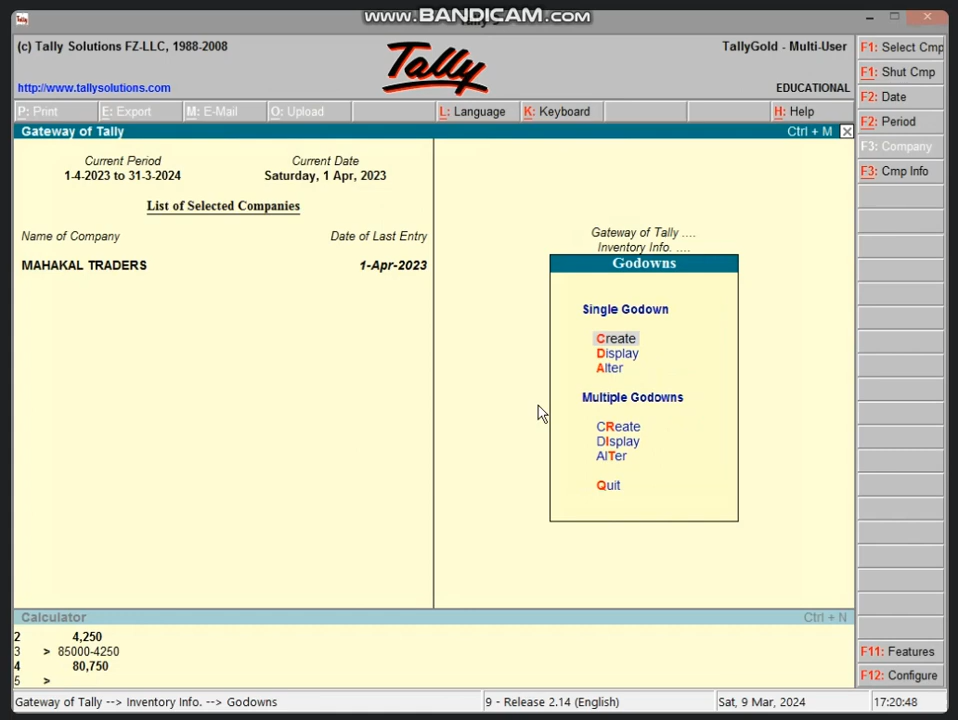 www.BANDICAM.com
(c) Tally Solutions FZ-LLC, 1988-2008
Tally
TallyGold - Multi-User
http://www.tallysolutions.com
EDUCATIONAL
P: Print E: Export M: E-Mail O: Upload L: Language K: Keyboard H: Help
Gateway of Tally Ctrl + M
Current Period Current Date
1-4-2023 to 31-3-2024 Saturday, 1 Apr, 2023
List of Selected Companies
Name of Company Date of Last Entry
MAHAKAL TRADERS 1-Apr-2023
Gateway of Tally ....
Inventory Info. ....
Godowns
Single Godown
Create
Display
Alter
Multiple Godowns
CReate
DIsplay
AlTer
Quit
F1: Select Cmp
F1: Shut Cmp
F2: Date
F2: Period
F3: Company
F3: Cmp Info
F11: Features
F12: Configure
Calculator Ctrl + N
2 4,250
3 > 85000-4250
4 80,750
5 >
Gateway of Tally --> Inventory Info. --> Godowns 9 - Release 2.14 (English) Sat, 9 Mar, 2024 17:20:48